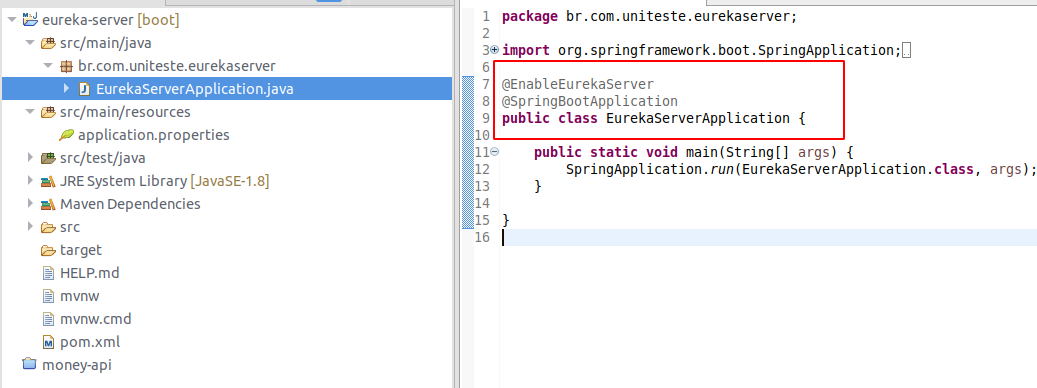 eureka-server [boot]
src/main/java
br.com.uniteste.eurekaserver
EurekaServerApplication.java
src/main/resources
application.properties
src/test/java
JRE System Library [JavaSE-1.8]
Maven Dependencies
src
target
HELP.md
mvnw
mvnw.cmd
pom.xml
money-api
1 package br.com.uniteste.eurekaserver;
2
3 import org.springframework.boot.SpringApplication;
6
7 @EnableEurekaServer
8 @SpringBootApplication
9 public class EurekaServerApplication {
10
11 public static void main(String[] args) {
12 SpringApplication.run(EurekaServerApplication.class, args);
13 }
14
15 }
16